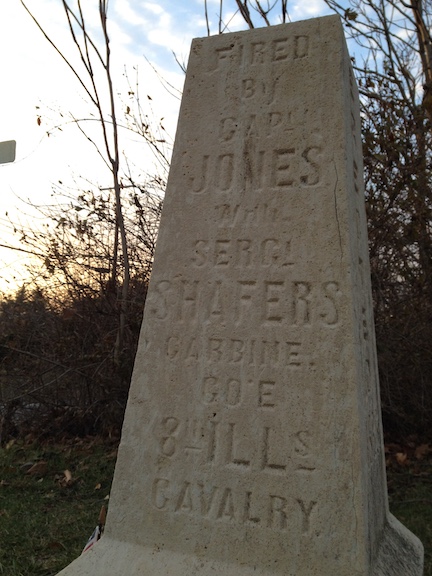 FIRED
BY
CAPT.
JONES
WITH
SERGT.
SHAFERS
CARBINE.
CO. E
8TH ILLS
CAVALRY